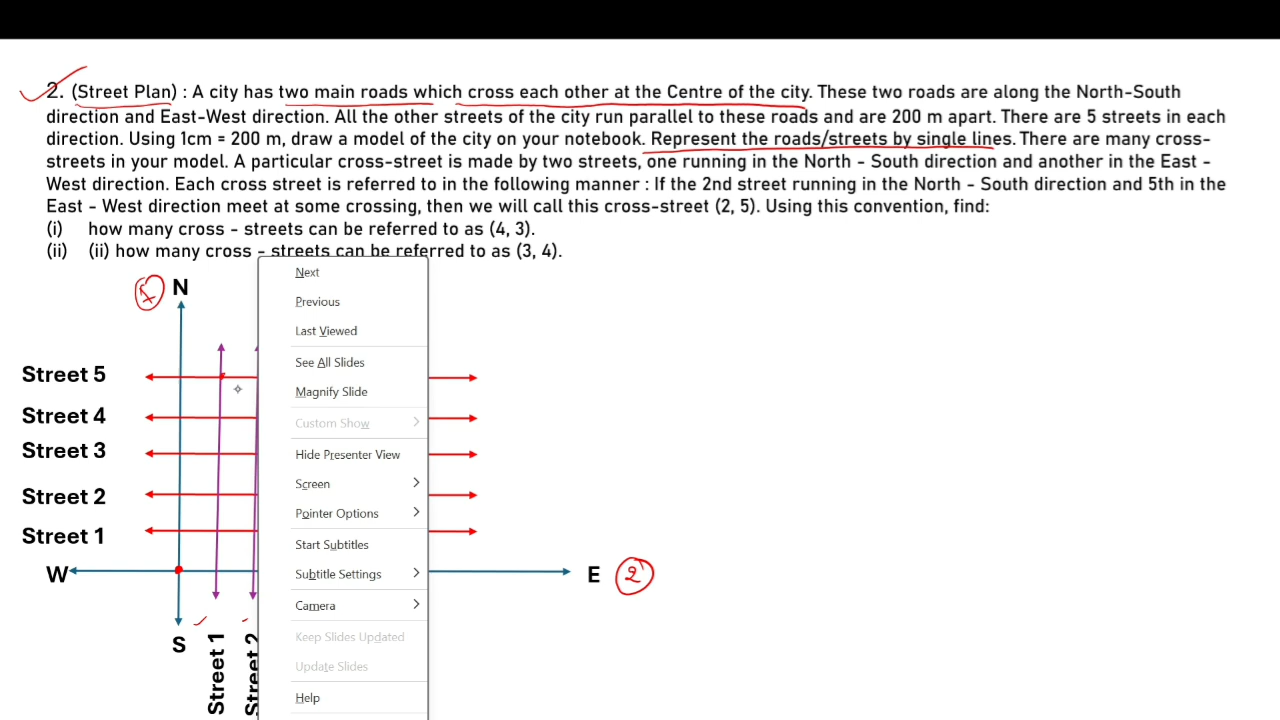 2. (Street Plan) : A city has two main roads which cross each other at the Centre of the city. These two roads are along the North-South
direction and East-West direction. All the other streets of the city run parallel to these roads and are 200 m apart. There are 5 streets in each
direction. Using 1cm = 200 m, draw a model of the city on your notebook. Represent the roads/streets by single lines. There are many cross-
streets in your model. A particular cross-street is made by two streets, one running in the North - South direction and another in the East -
West direction. Each cross street is referred to in the following manner : If the 2nd street running in the North - South direction and 5th in the
East - West direction meet at some crossing, then we will call this cross-street (2, 5). Using this convention, find:
(i) how many cross - streets can be referred to as (4, 3).
(ii) (ii) how many cross - streets can be referred to as (3, 4).
N
Street 5
Street 4
Street 3
Street 2
Street 1
W
E
2
S
Street 1
Street 2
Next
Previous
Last Viewed
See All Slides
Magnify Slide
Custom Show
Hide Presenter View
Screen
Pointer Options
Start Subtitles
Subtitle Settings
Camera
Keep Slides Updated
Update Slides
Help